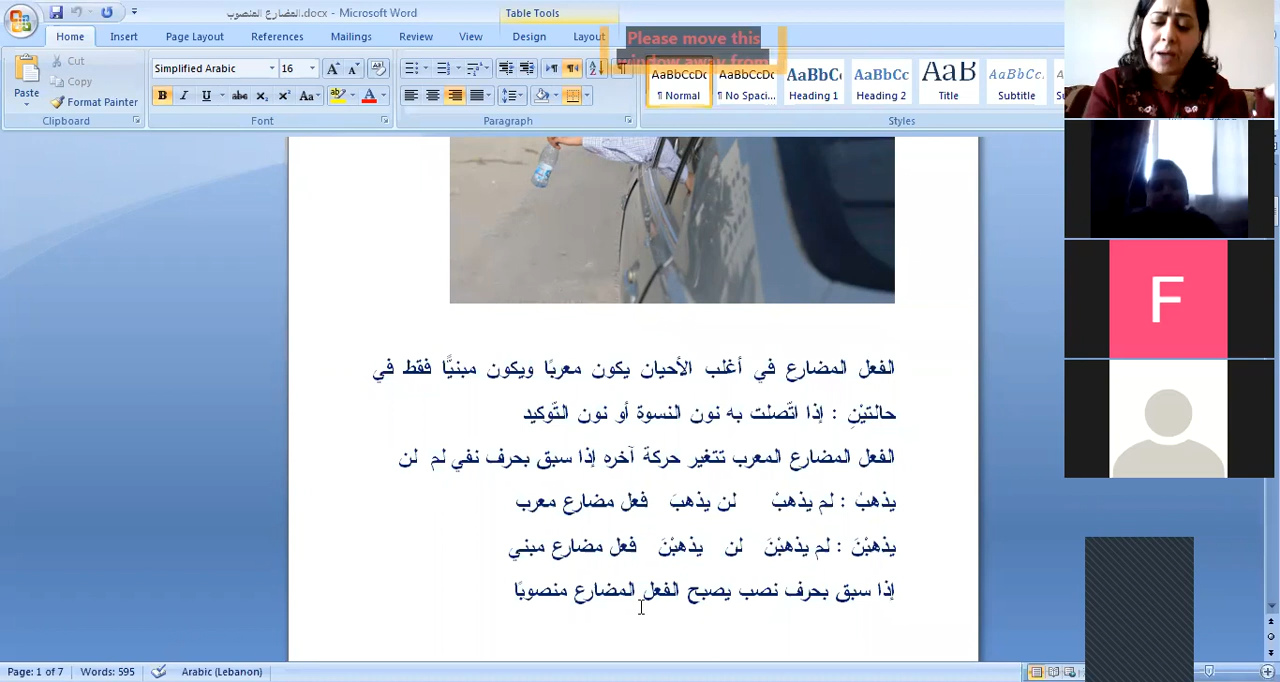 المضارع المنصوب.docx - Microsoft Word
Table Tools
Home Insert Page Layout References Mailings Review View Design Layout
Please move this
window away from
Paste
Cut
Copy
Format Painter
Clipboard
Simplified Arabic 16
Font
Paragraph
AaBbCcDc AaBbCcDc AaBbC AaBbCc AaB AaBbCcL
¶ Normal ¶ No Spaci... Heading 1 Heading 2 Title Subtitle
Styles
F
الفعل المضارع في أغلب الأحيان يكون معربًا ويكون مبنيًّا فقط في
حالتيْنِ : إذا اتّصلت به نون النسوة أو نون التّوكيد
الفعل المضارع المعرب تتغير حركة آخره إذا سبق بحرف نفي لم لن
يذهبُ : لم يذهبْ لن يذهبَ فعل مضارع معرب
يذهبْنَ : لم يذهبْنَ لن يذهبْنَ فعل مضارع مبني
إذا سبق بحرف نصب يصبح الفعل المضارع منصوبًا
Page: 1 of 7 Words: 595 Arabic (Lebanon)